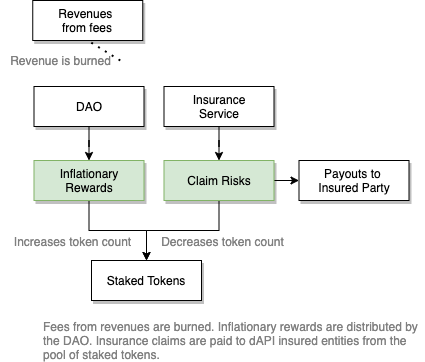 Revenues
from fees
Revenue is burned
DAO
Insurance
Service
Inflationary
Rewards
Claim Risks
Payouts to
Insured Party
Increases token count
Decreases token count
Staked Tokens
Fees from revenues are burned. Inflationary rewards are distributed by
the DAO. Insurance claims are paid to dAPI insured entities from the
pool of staked tokens.